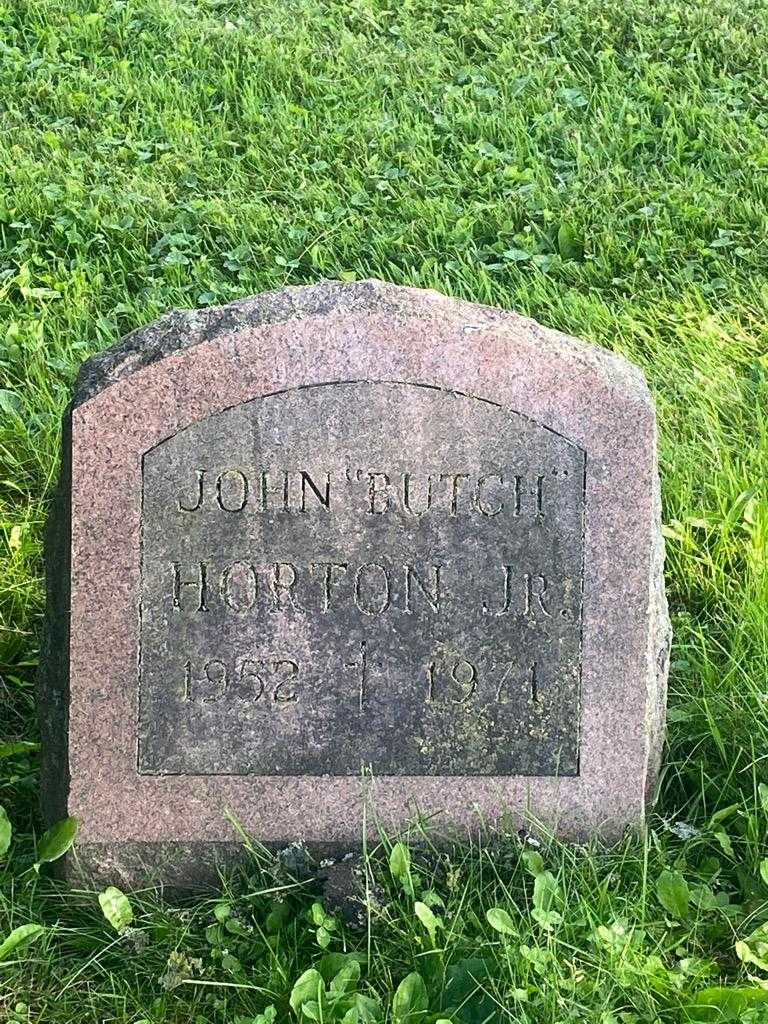 JOHN "BUTCH"
HORTON JR.
1952 † 1971